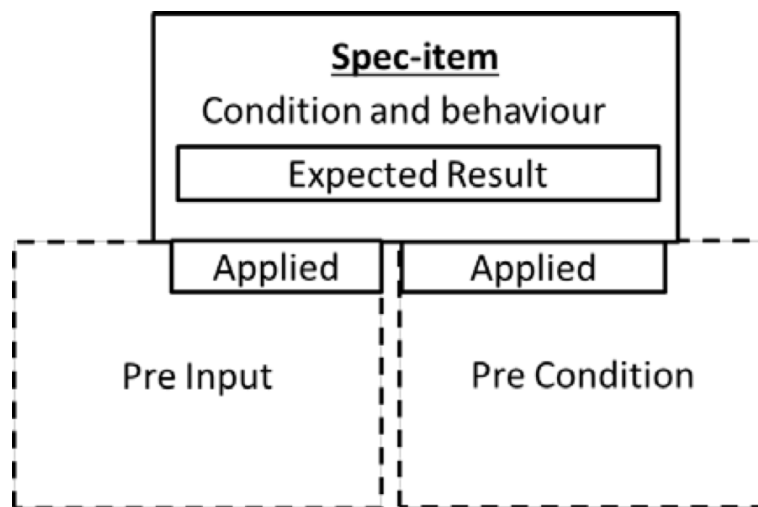 Spec-item
Condition and behaviour
Expected Result
Applied Applied
Pre Input Pre Condition